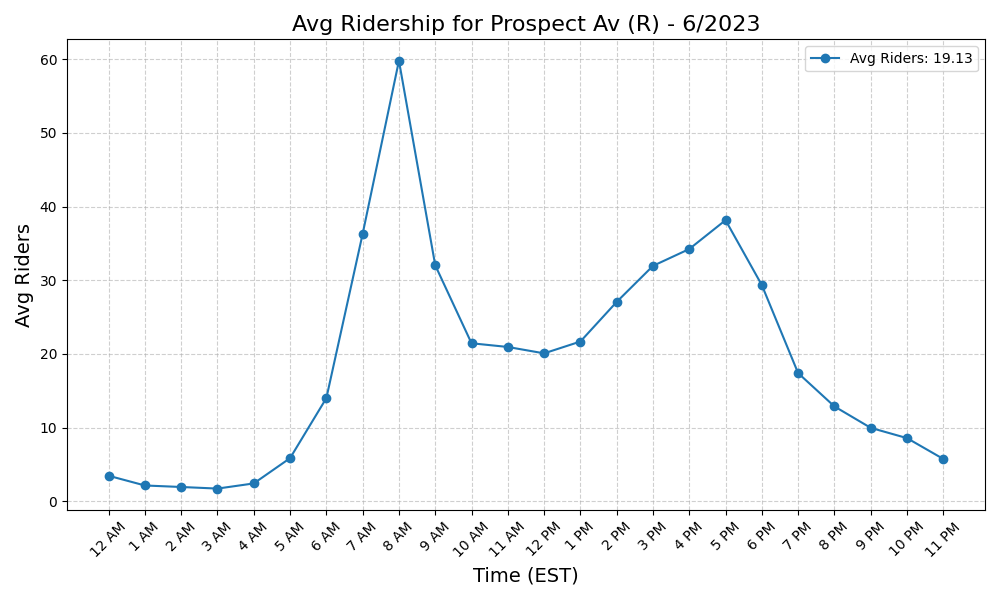 Avg Ridership for Prospect Av (R) - 6/2023
Avg Riders: 19.13
Avg Riders
60
50
40
30
20
10
0
12 AM
1 AM
2 AM
3 AM
4 AM
5 AM
6 AM
7 AM
8 AM
9 AM
10 AM
11 AM
12 PM
1 PM
2 PM
3 PM
4 PM
5 PM
6 PM
7 PM
8 PM
9 PM
10 PM
11 PM
Time (EST)